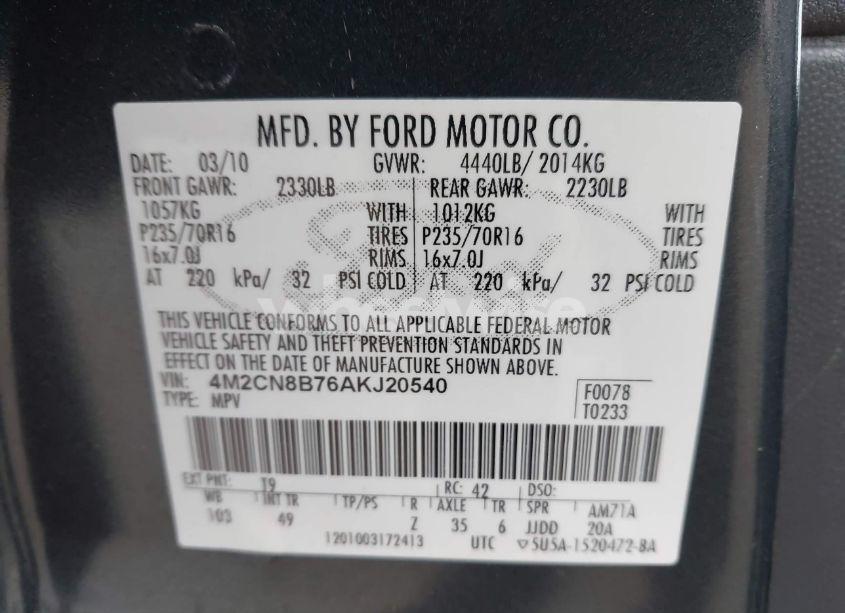 MFD. BY FORD MOTOR CO.
DATE: 03/10 GVWR: 4440LB/ 2014KG
FRONT GAWR: 2330LB REAR GAWR: 2230LB
1057KG WITH 1012KG WITH
P235/70R16 TIRES P235/70R16 TIRES
16x7.0J RIMS 16x7.0J RIMS
AT 220 kPa/ 32 PSI COLD AT 220 kPa/ 32 PSI COLD
THIS VEHICLE CONFORMS TO ALL APPLICABLE FEDERAL MOTOR
VEHICLE SAFETY AND THEFT PREVENTION STANDARDS IN
EFFECT ON THE DATE OF MANUFACTURE SHOWN ABOVE.
VIN: 4M2CN8B76AKJ20540 F0078
TYPE: MPV T0233
EXT PNT: T9 RC: 42 DSO:
WB INT TR TP/PS R AXLE TR SPR AM71A
103 49 Z 35 6 JJDD 20A
1201003172413 UTC ▽5U5A-1520472-BA